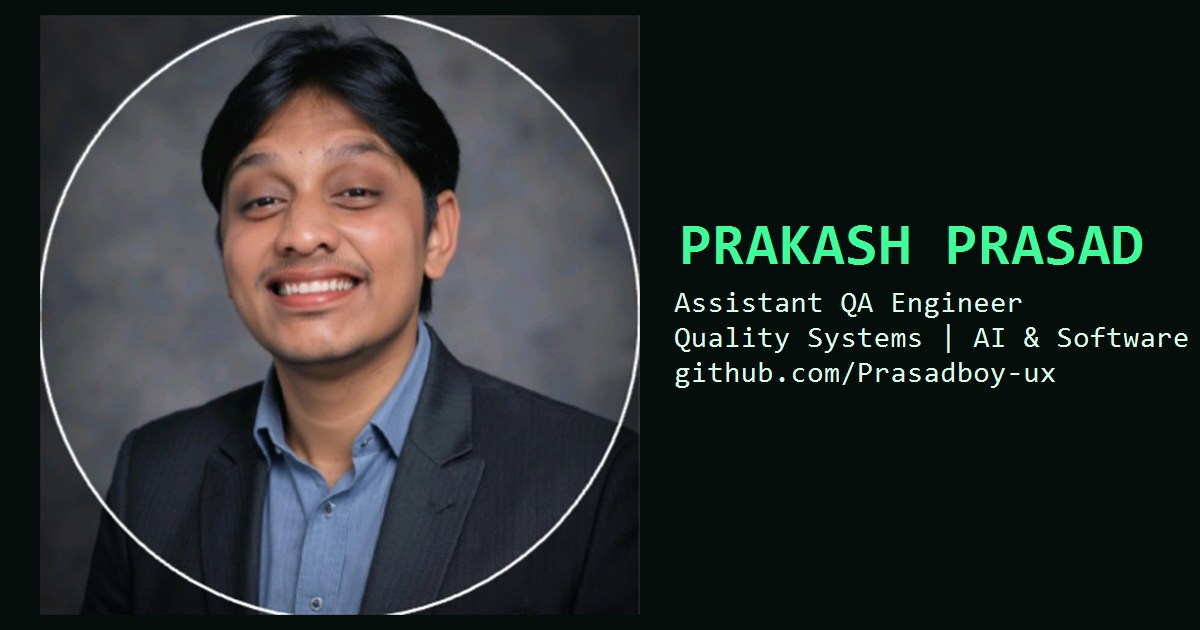 PRAKASH PRASAD
Assistant QA Engineer
Quality Systems | AI & Software
github.com/Prasadboy-ux